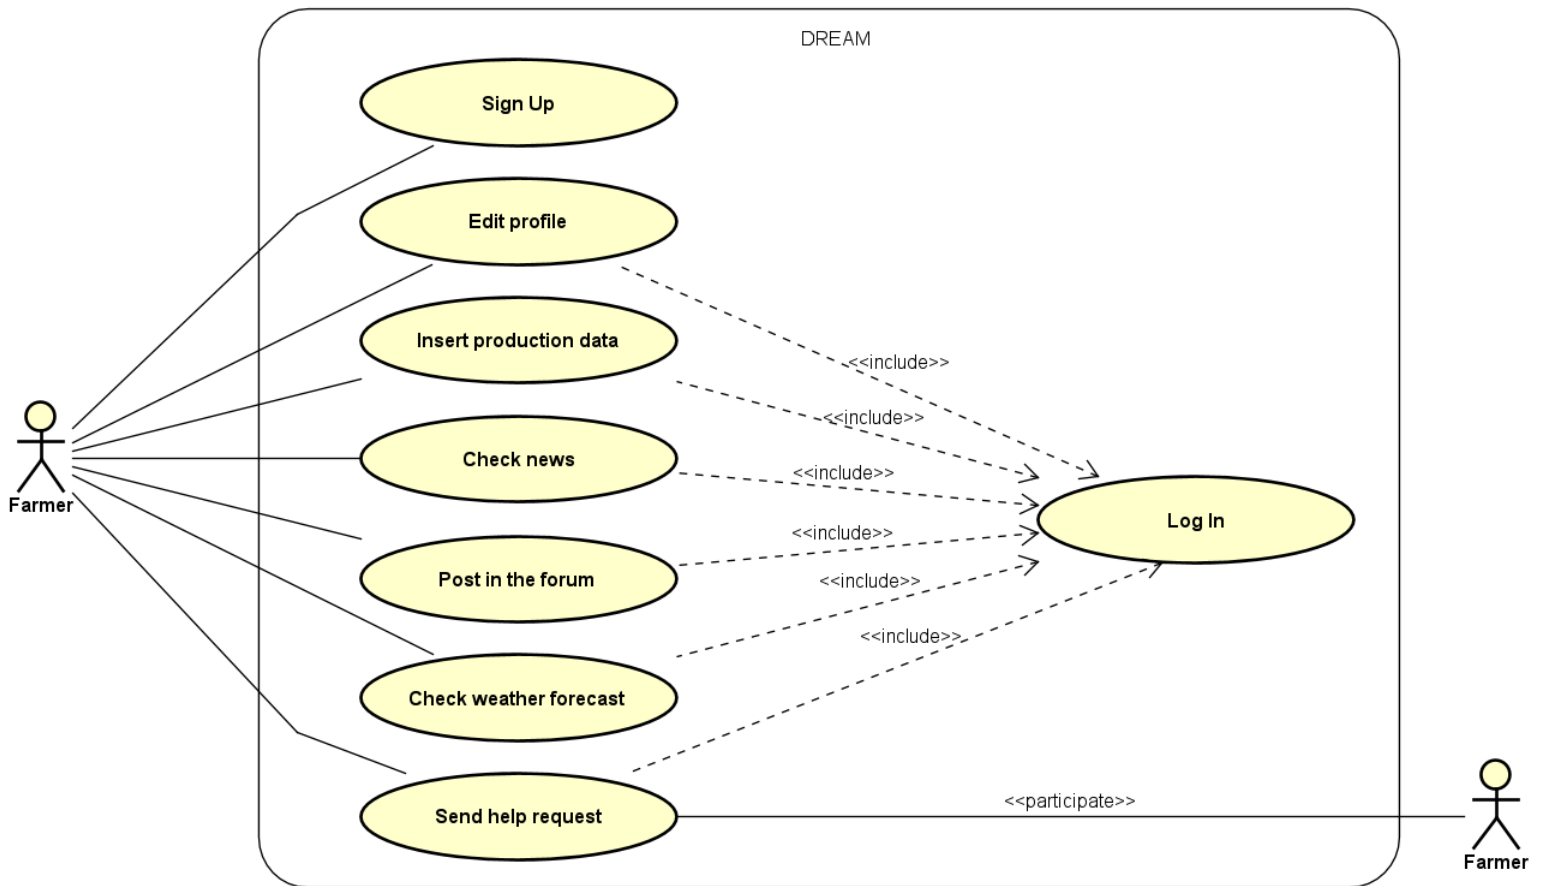 DREAM
Sign Up
Edit profile
Insert production data
<<include>>
<<include>>
Check news
<<include>>
Farmer
Log In
<<include>>
Post in the forum
<<include>>
<<include>>
Check weather forecast
<<participate>>
Send help request
Farmer